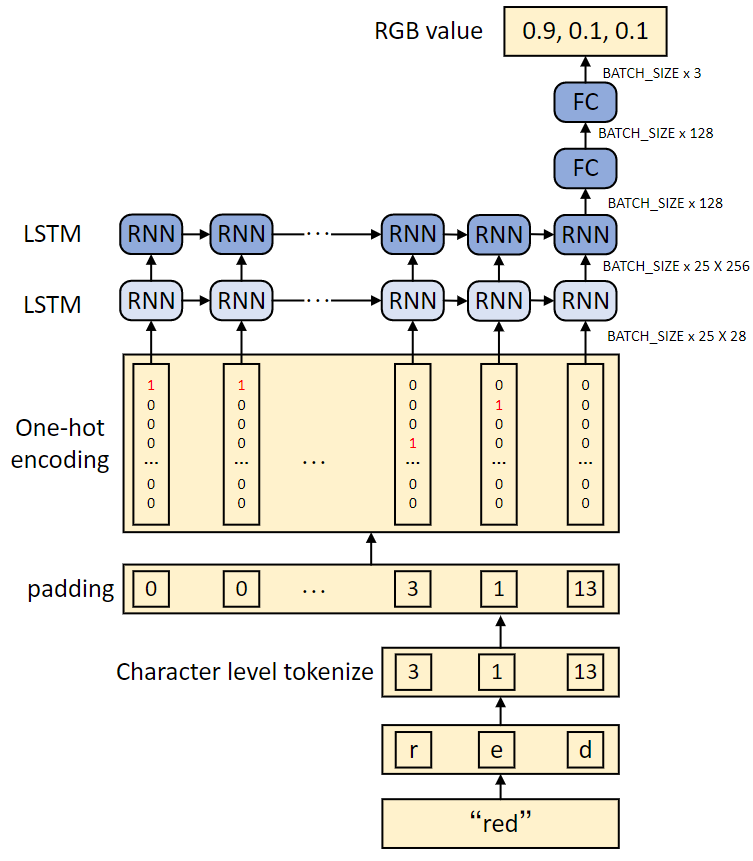 RGB value
0.9, 0.1, 0.1
BATCH_SIZE x 3
FC
BATCH_SIZE x 128
FC
BATCH_SIZE x 128
LSTM RNN RNN ... RNN RNN RNN
BATCH_SIZE x 25 X 256
LSTM RNN RNN ... RNN RNN RNN
BATCH_SIZE x 25 X 28
One-hot
encoding
1 1 0 0 0
0 0 0 1 0
0 0 0 0 0
0 0 1 0 0
... ... ... ... ... ...
0 0 0 0 0
0 0 0 0 0
padding 0 0 ... 3 1 13
Character level tokenize 3 1 13
r e d
“red”